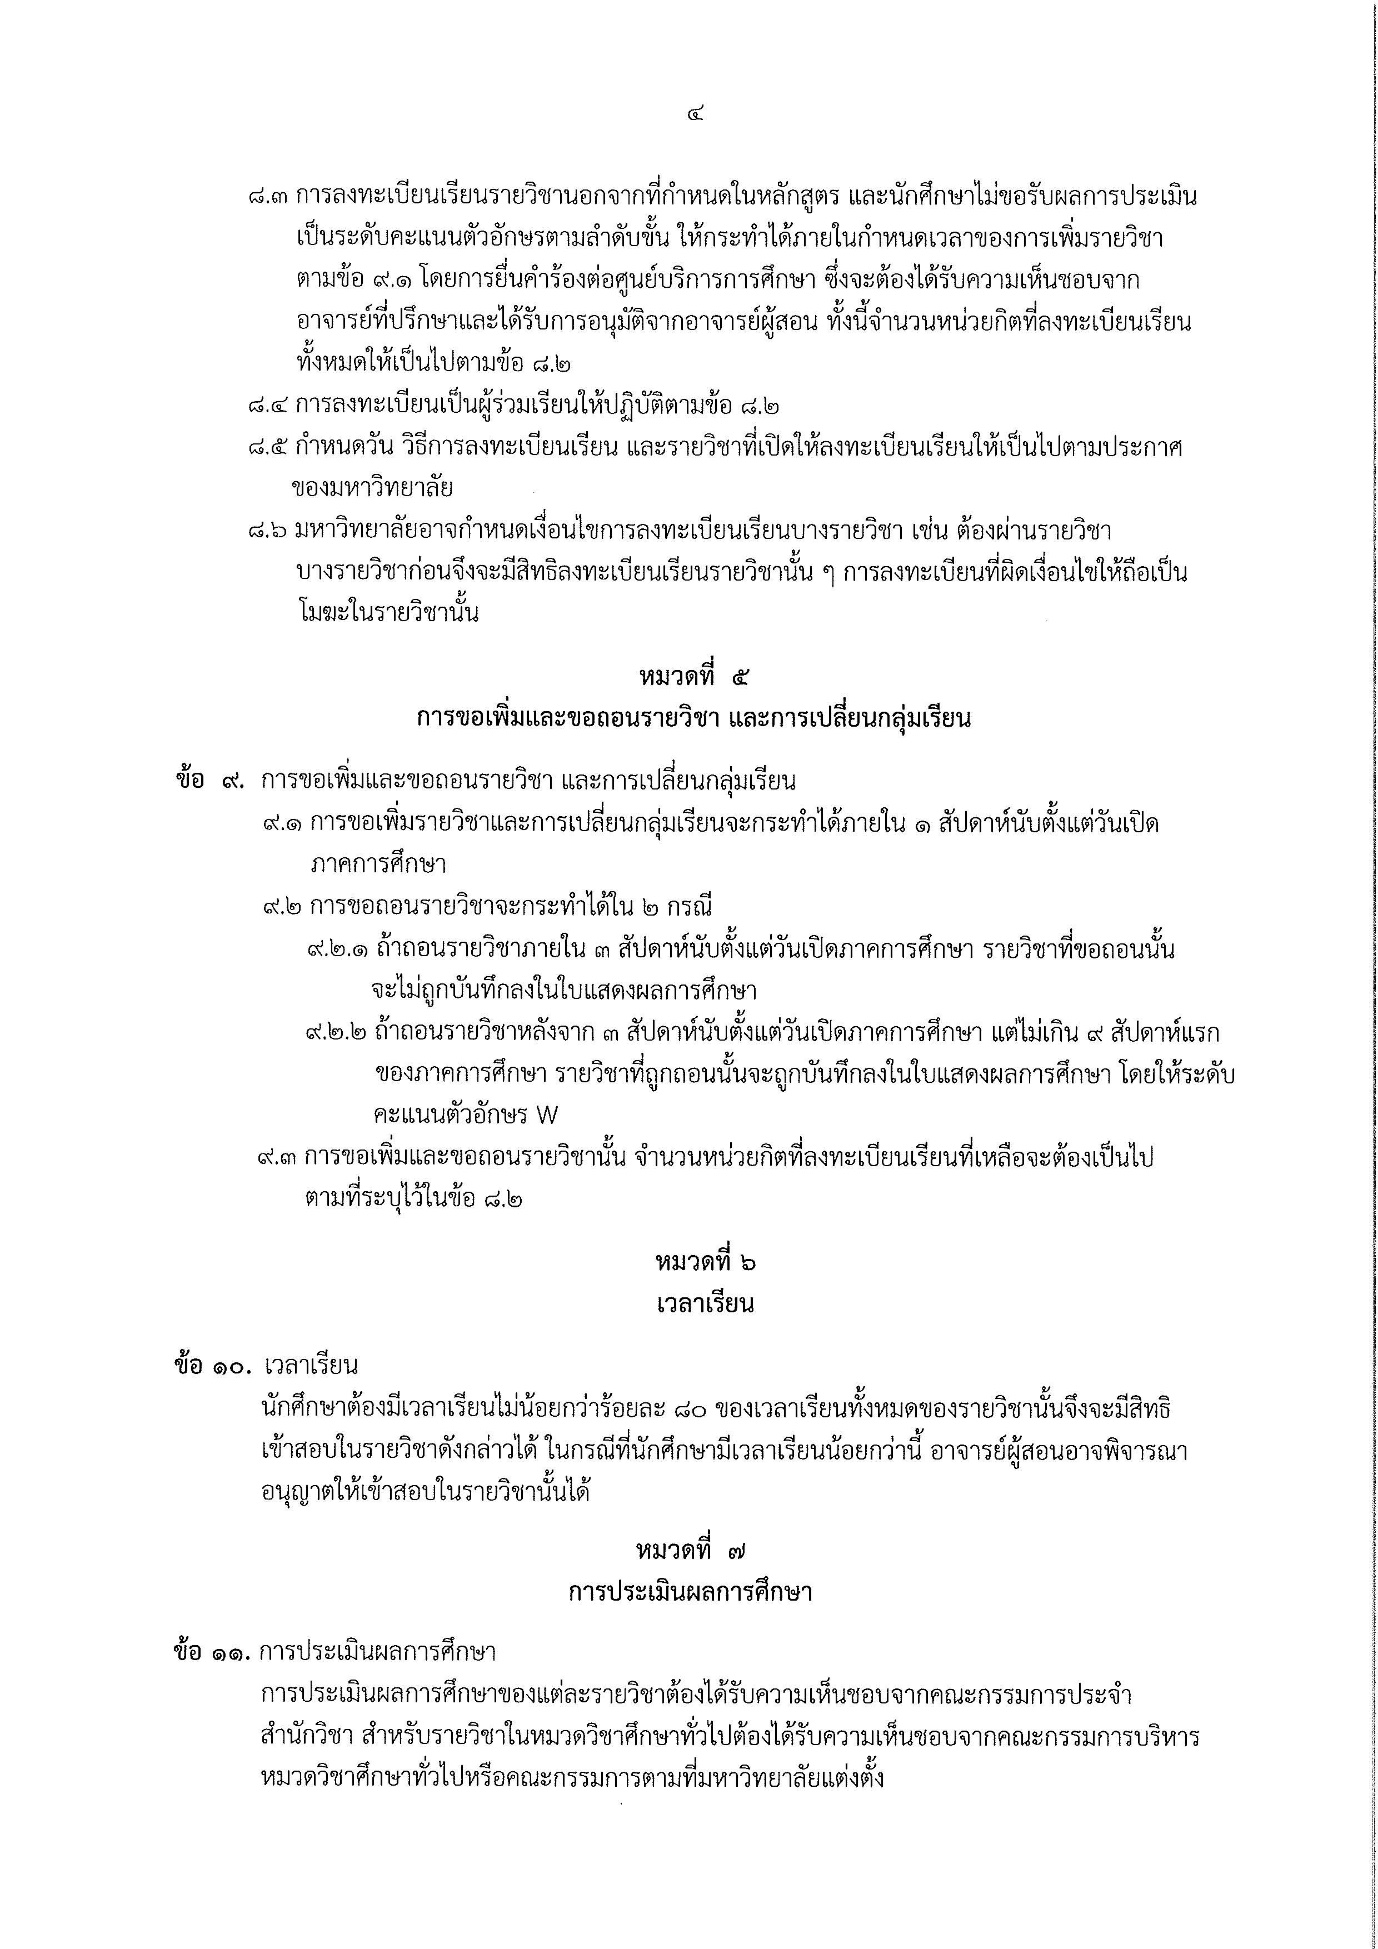 ๔
๘.๓ การลงทะเบียนเรียนรายวิชานอกจากที่กำหนดในหลักสูตร และนักศึกษาไม่ขอรับผลการประเมิน
เป็นระดับคะแนนตัวอักษรตามลำดับขั้น ให้กระทำได้ภายในกำหนดเวลาของการเพิ่มรายวิชา
ตามข้อ ๙.๑ โดยการยื่นคำร้องต่อศูนย์บริการการศึกษา ซึ่งจะต้องได้รับความเห็นชอบจาก
อาจารย์ที่ปรึกษาและได้รับการอนุมัติจากอาจารย์ผู้สอน ทั้งนี้จำนวนหน่วยกิตที่ลงทะเบียนเรียน
ทั้งหมดให้เป็นไปตามข้อ ๘.๒
๘.๔ การลงทะเบียนเป็นผู้ร่วมเรียนให้ปฏิบัติตามข้อ ๘.๒
๘.๕ กำหนดวัน วิธีการลงทะเบียนเรียน และรายวิชาที่เปิดให้ลงทะเบียนเรียนให้เป็นไปตามประกาศ
ของมหาวิทยาลัย
๘.๖ มหาวิทยาลัยอาจกำหนดเงื่อนไขการลงทะเบียนเรียนบางรายวิชา เช่น ต้องผ่านรายวิชา
บางรายวิชาก่อนจึงจะมีสิทธิลงทะเบียนเรียนรายวิชานั้น ๆ การลงทะเบียนที่ผิดเงื่อนไขให้ถือเป็น
โมฆะในรายวิชานั้น
หมวดที่ ๕
การขอเพิ่มและขอถอนรายวิชา และการเปลี่ยนกลุ่มเรียน
ข้อ ๙. การขอเพิ่มและขอถอนรายวิชา และการเปลี่ยนกลุ่มเรียน
๙.๑ การขอเพิ่มรายวิชาและการเปลี่ยนกลุ่มเรียนจะกระทำได้ภายใน ๑ สัปดาห์นับตั้งแต่วันเปิด
ภาคการศึกษา
๙.๒ การขอถอนรายวิชาจะกระทำได้ใน ๒ กรณี
๙.๒.๑ ถ้าถอนรายวิชาภายใน ๓ สัปดาห์นับตั้งแต่วันเปิดภาคการศึกษา รายวิชาที่ขอถอนนั้น
จะไม่ถูกบันทึกลงในใบแสดงผลการศึกษา
๙.๒.๒ ถ้าถอนรายวิชาหลังจาก ๓ สัปดาห์นับตั้งแต่วันเปิดภาคการศึกษา แต่ไม่เกิน ๙ สัปดาห์แรก
ของภาคการศึกษา รายวิชาที่ถูกถอนนั้นจะถูกบันทึกลงในใบแสดงผลการศึกษา โดยให้ระดับ
คะแนนตัวอักษร W
๙.๓ การขอเพิ่มและขอถอนรายวิชานั้น จำนวนหน่วยกิตที่ลงทะเบียนเรียนที่เหลือจะต้องเป็นไป
ตามที่ระบุไว้ในข้อ ๘.๒
หมวดที่ ๖
เวลาเรียน
ข้อ ๑๐. เวลาเรียน
นักศึกษาต้องมีเวลาเรียนไม่น้อยกว่าร้อยละ ๘๐ ของเวลาเรียนทั้งหมดของรายวิชานั้นจึงจะมีสิทธิ
เข้าสอบในรายวิชาดังกล่าวได้ ในกรณีที่นักศึกษามีเวลาเรียนน้อยกว่านี้ อาจารย์ผู้สอนอาจพิจารณา
อนุญาตให้เข้าสอบในรายวิชานั้นได้
หมวดที่ ๗
การประเมินผลการศึกษา
ข้อ ๑๑. การประเมินผลการศึกษา
การประเมินผลการศึกษาของแต่ละรายวิชาต้องได้รับความเห็นชอบจากคณะกรรมการประจำ
สำนักวิชา สำหรับรายวิชาในหมวดวิชาศึกษาทั่วไปต้องได้รับความเห็นชอบจากคณะกรรมการบริหาร
หมวดวิชาศึกษาทั่วไปหรือคณะกรรมการตามที่มหาวิทยาลัยแต่งตั้ง